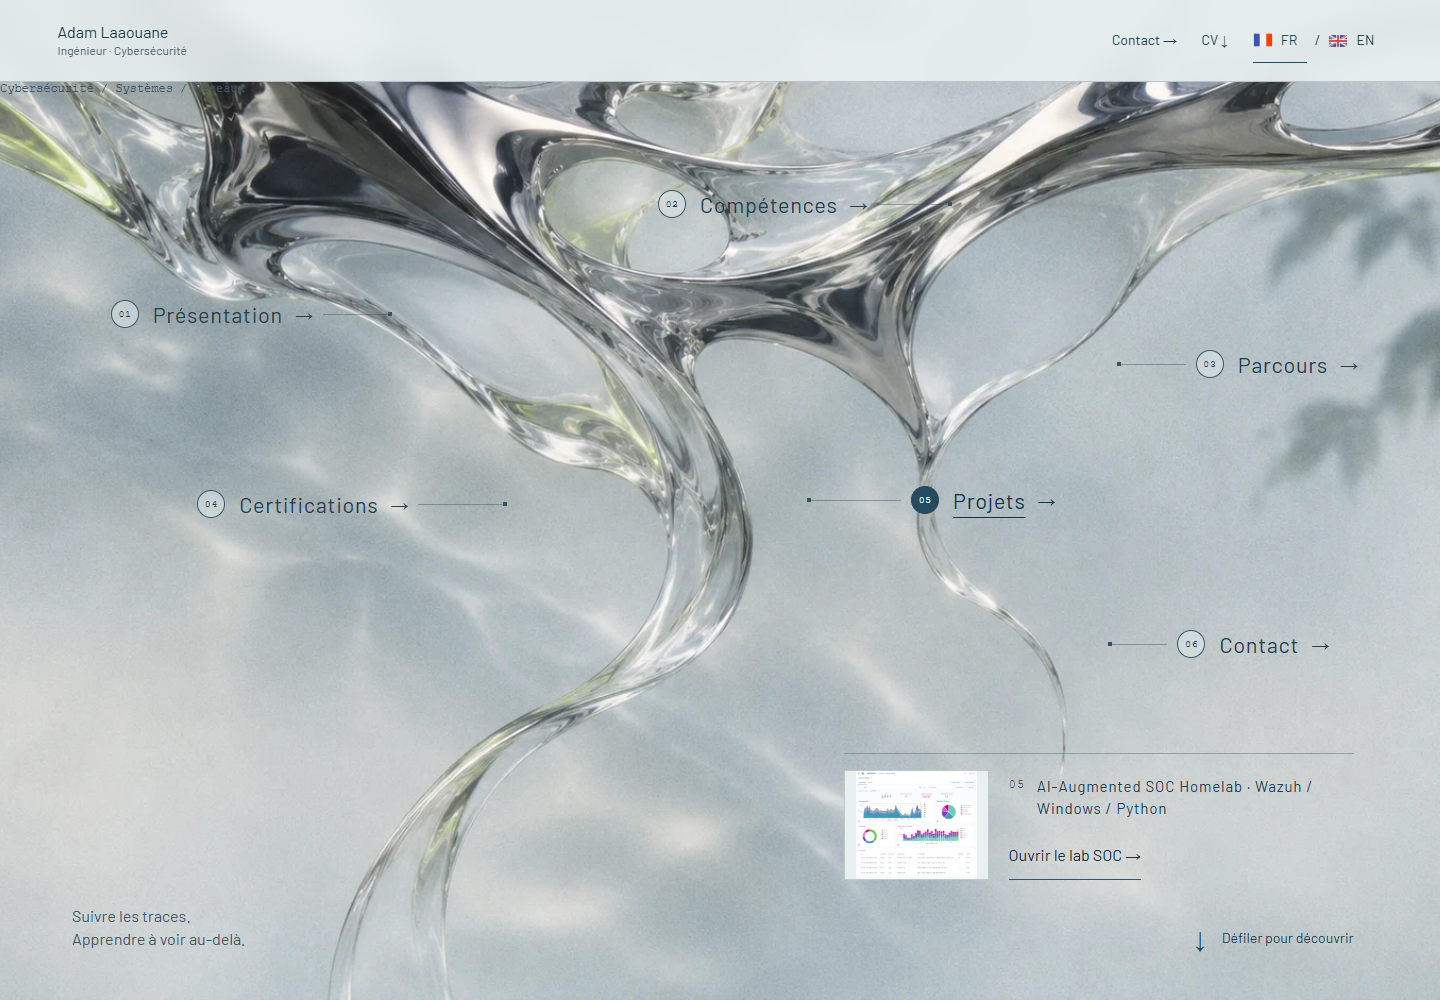 Adam Laaouane
Ingénieur · Cybersécurité
Contact →
CV ↓
FR / EN
Cybersécurité / Systèmes / Réseaux
02 Compétences →
01 Présentation →
03 Parcours →
04 Certifications →
05 Projets →
06 Contact →
05 AI-Augmented SOC Homelab · Wazuh /
Windows / Python
Ouvrir le lab SOC →
Suivre les traces.
Apprendre à voir au-delà.
↓ Défiler pour découvrir